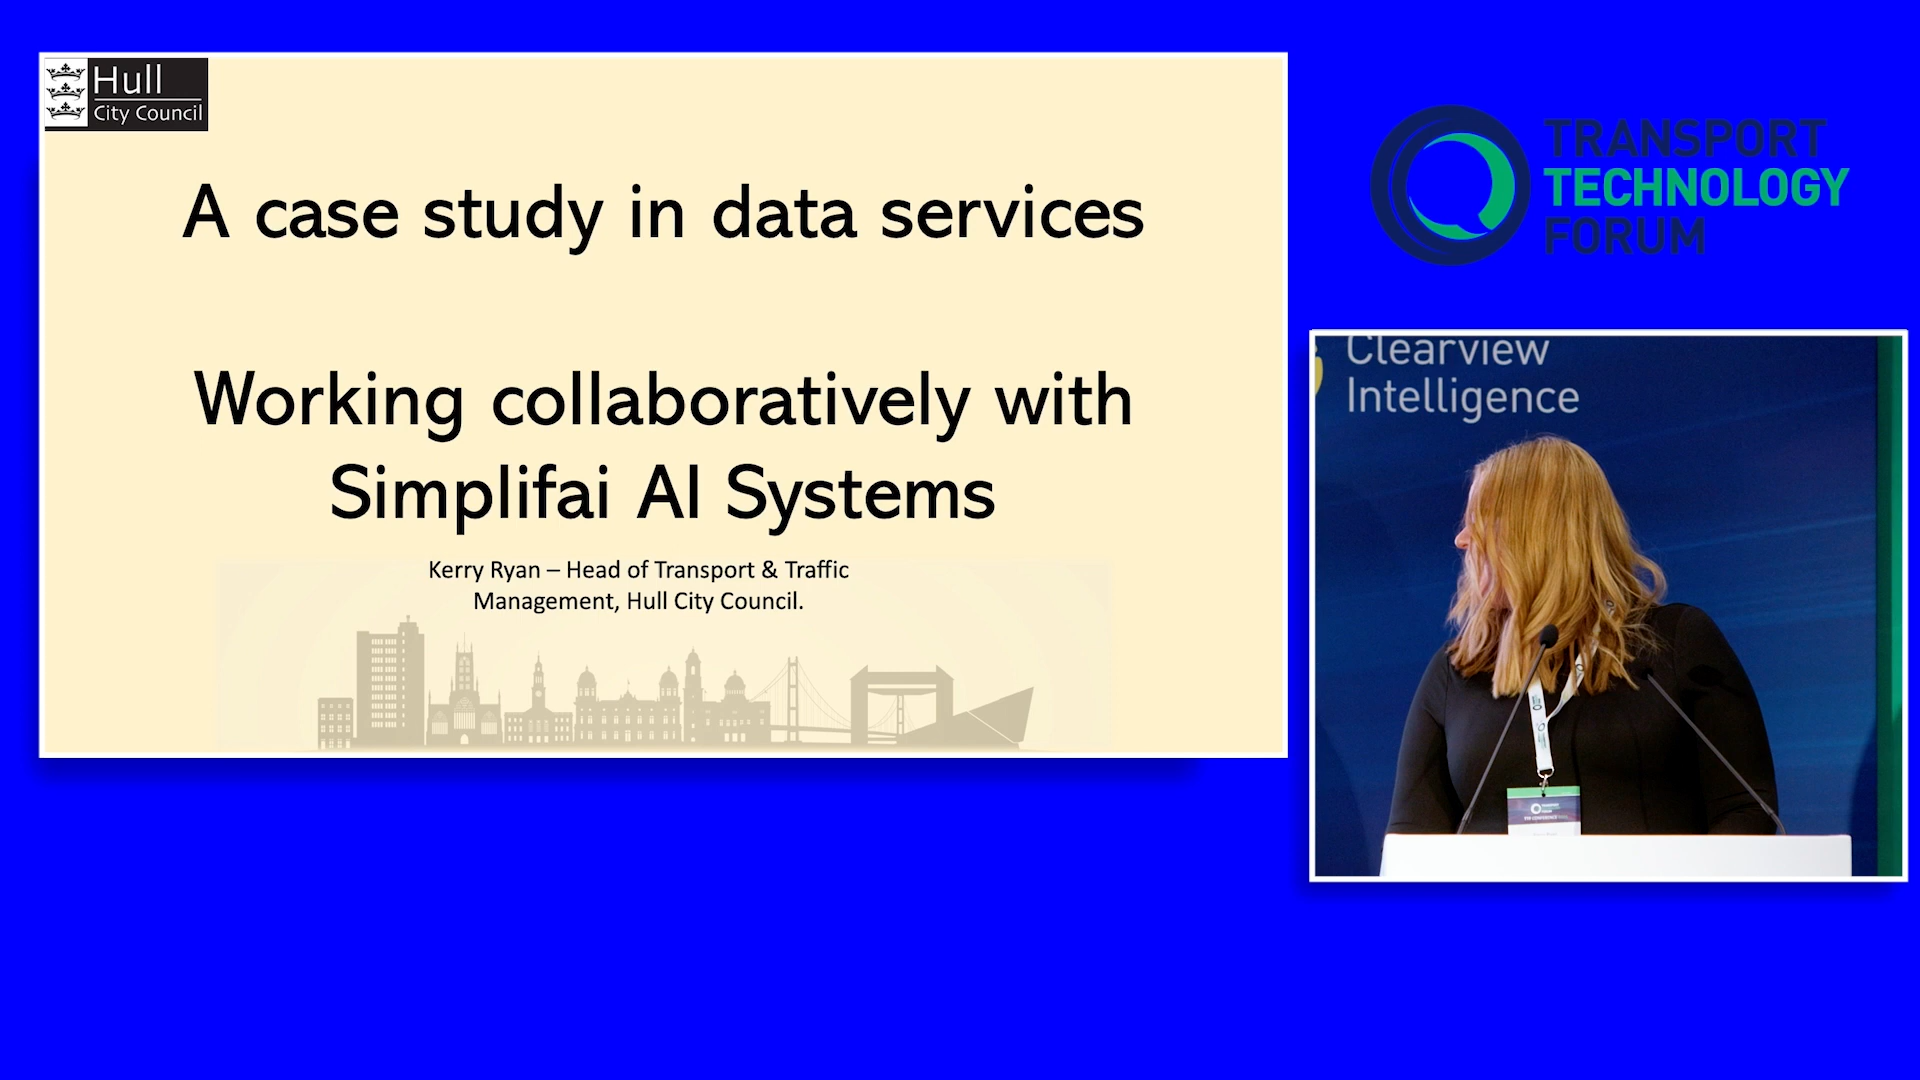 Hull
City Council
A case study in data services
Working collaboratively with
Simplifai AI Systems
Kerry Ryan – Head of Transport & Traffic
Management, Hull City Council.
TRANSPORT
TECHNOLOGY
FORUM
Clearview
Intelligence